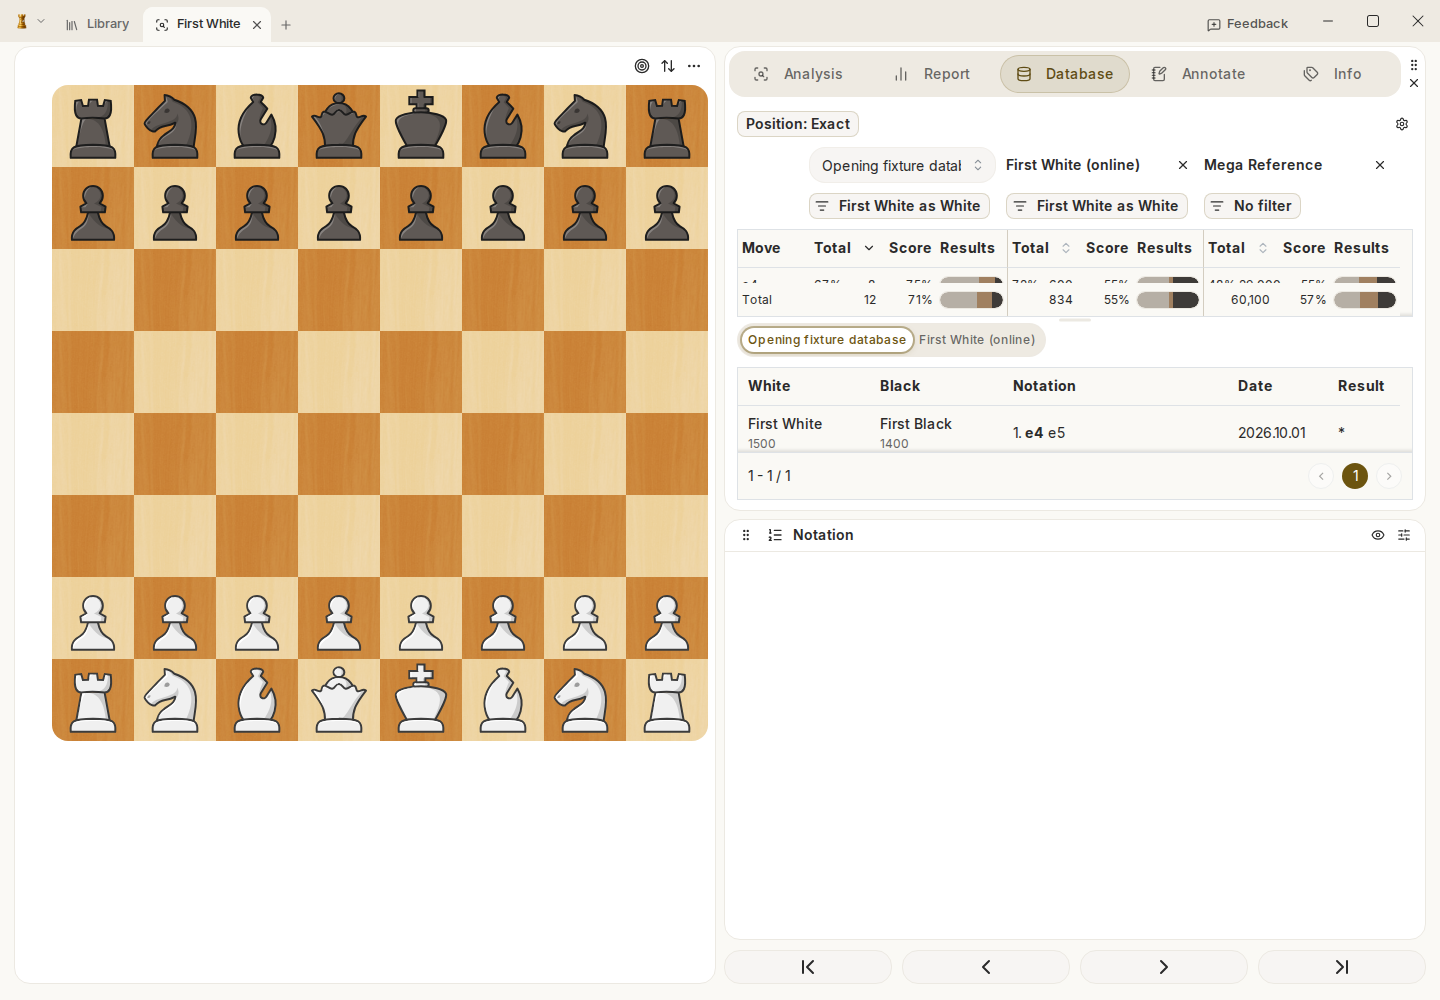 Library
First White
Feedback
Analysis
Report
Database
Annotate
Info
Position: Exact
Opening fixture datab
First White (online)
Mega Reference
First White as White
First White as White
No filter
Move Total Score Results Total Score Results Total Score Results
Total 12 71% 834 55% 60,100 57%
Opening fixture database
First White (online)
White Black Notation Date Result
First White First Black 1. e4 e5 2026.10.01 *
1500 1400
1 - 1 / 1
1
Notation